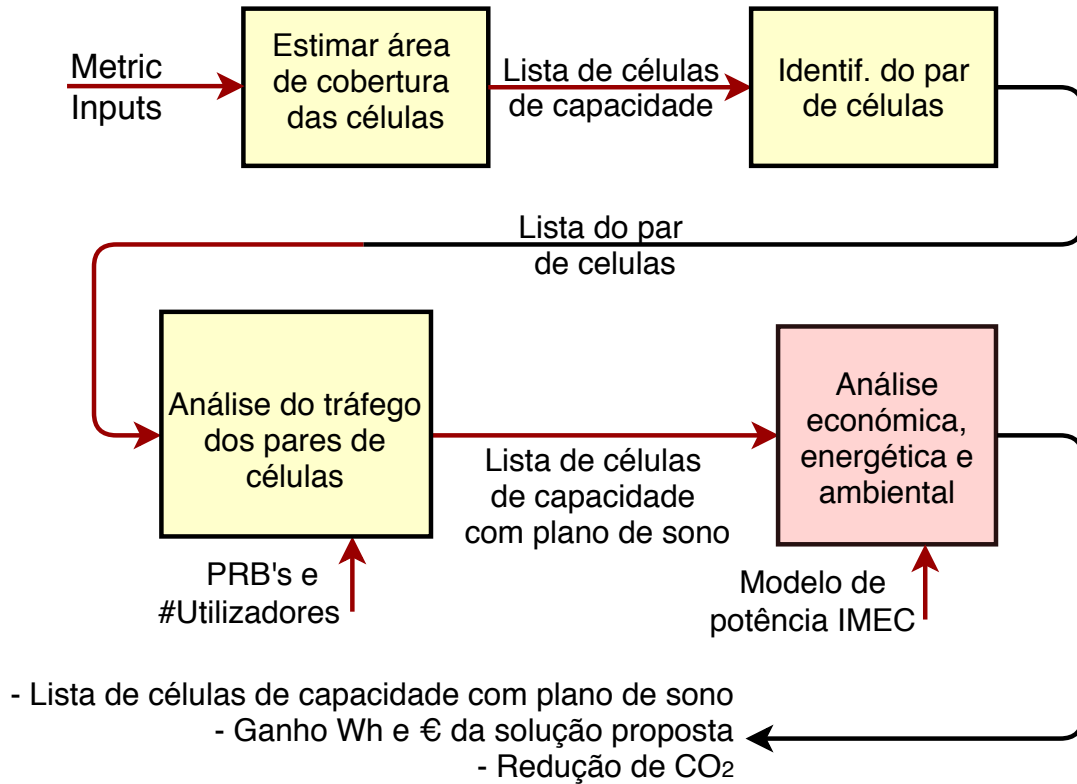 Metric
Inputs
Estimar área
de cobertura
das células
Lista de células
de capacidade
Identif. do par
de células
Lista do par
de celulas
Análise do tráfego
dos pares de
células
Lista de células
de capacidade
com plano de sono
Análise
económica,
energética e
ambiental
PRB's e
#Utilizadores
Modelo de
potência IMEC
- Lista de células de capacidade com plano de sono
- Ganho Wh e € da solução proposta
- Redução de CO2